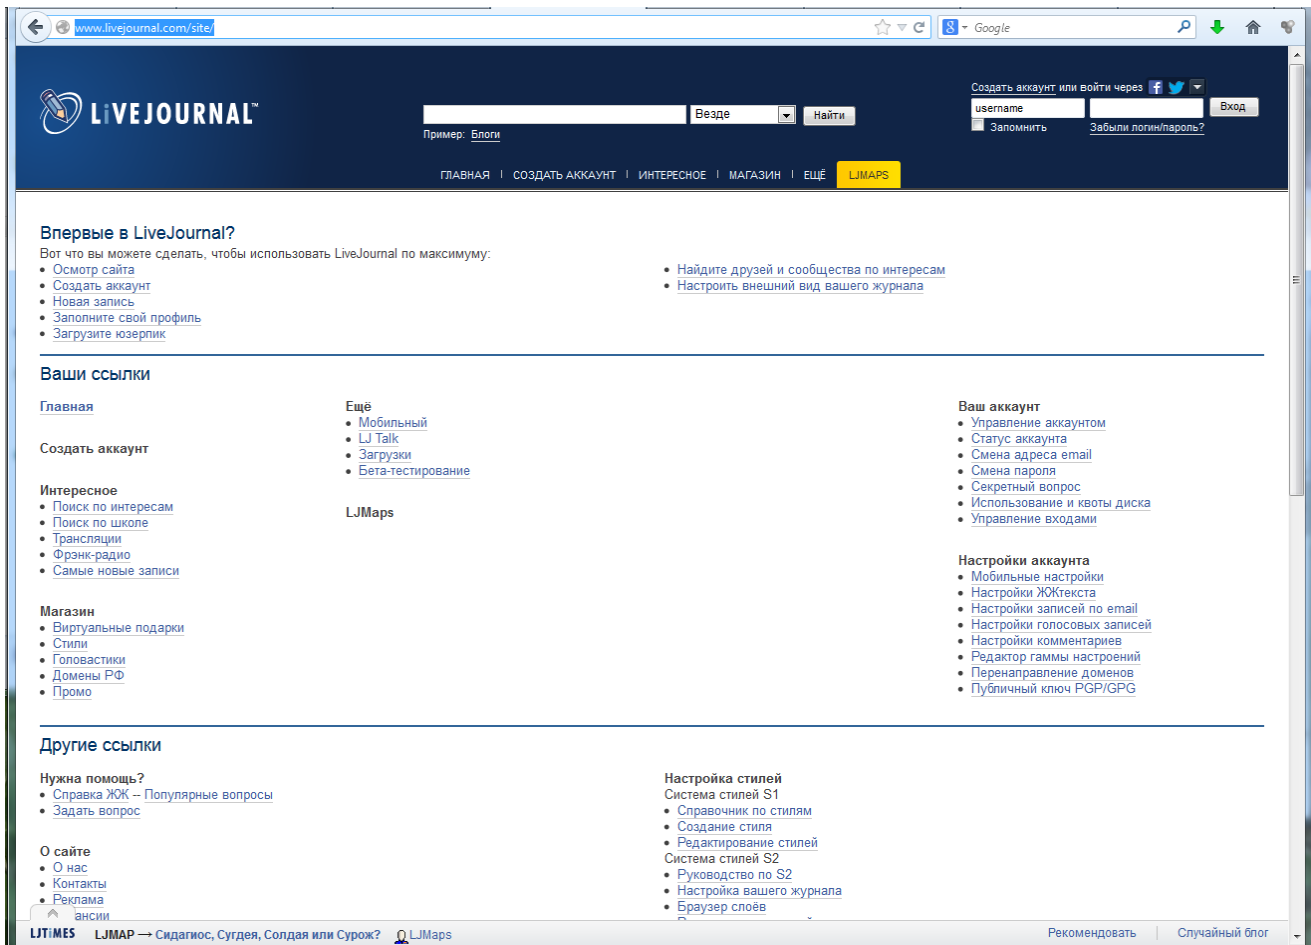 www.livejournal.com/site/
Google
LiVEJOURNAL™
Везде
Найти
Пример: Блоги
Создать аккаунт или войти через
username
Вход
Запомнить
Забыли логин/пароль?
ГЛАВНАЯ | СОЗДАТЬ АККАУНТ | ИНТЕРЕСНОЕ | МАГАЗИН | ЕЩЁ LJMAPS
Впервые в LiveJournal?
Вот что вы можете сделать, чтобы использовать LiveJournal по максимуму:
• Осмотр сайта
• Создать аккаунт
• Новая запись
• Заполните свой профиль
• Загрузите юзерпик
• Найдите друзей и сообщества по интересам
• Настроить внешний вид вашего журнала
Ваши ссылки
Главная
Создать аккаунт
Интересное
• Поиск по интересам
• Поиск по школе
• Трансляции
• Фрэнк-радио
• Самые новые записи
Магазин
• Виртуальные подарки
• Стили
• Головастики
• Домены РФ
• Промо
Ещё
• Мобильный
• LJ Talk
• Загрузки
• Бета-тестирование
LJMaps
Ваш аккаунт
• Управление аккаунтом
• Статус аккаунта
• Смена адреса email
• Смена пароля
• Секретный вопрос
• Использование и квоты диска
• Управление входами
Настройки аккаунта
• Мобильные настройки
• Настройки ЖЖтекста
• Настройки записей по email
• Настройки голосовых записей
• Настройки комментариев
• Редактор гаммы настроений
• Перенаправление доменов
• Публичный ключ PGP/GPG
Другие ссылки
Нужна помощь?
• Справка ЖЖ -- Популярные вопросы
• Задать вопрос
О сайте
• О нас
• Контакты
• Реклама
ансии
Настройка стилей
Система стилей S1
• Справочник по стилям
• Создание стиля
• Редактирование стилей
Система стилей S2
• Руководство по S2
• Настройка вашего журнала
• Браузер слоёв
LJTiMES LJMAP → Сидагиос, Сугдея, Солдая или Сурож? LJMaps
Рекомендовать | Случайный блог